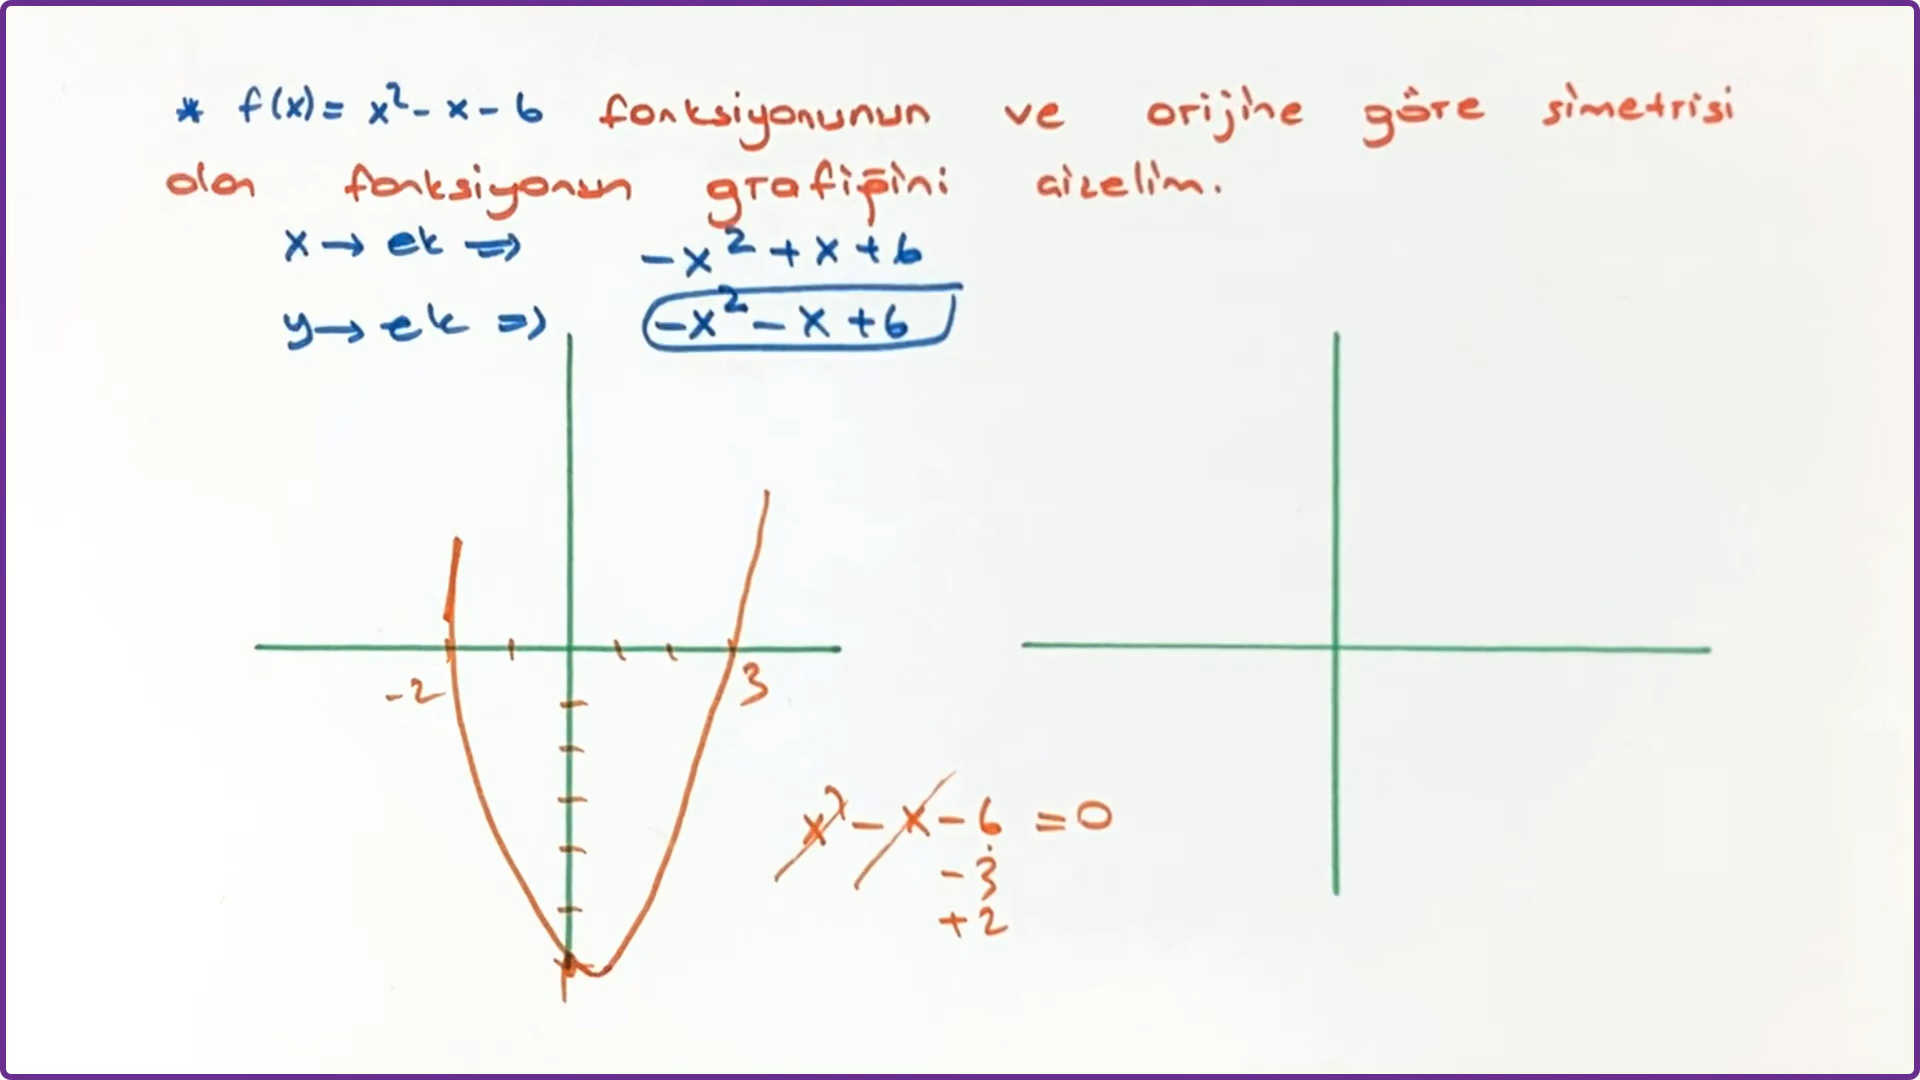 * f(x) = x² - x - 6 fonksiyonunun ve orijine göre simetrisi
olan fonksiyonun grafiğini çizelim.
x → ek ⇒ -x² + x + 6
y → ek ⇒ -x² - x + 6
-2
3
x² - x - 6 = 0
-3
+2